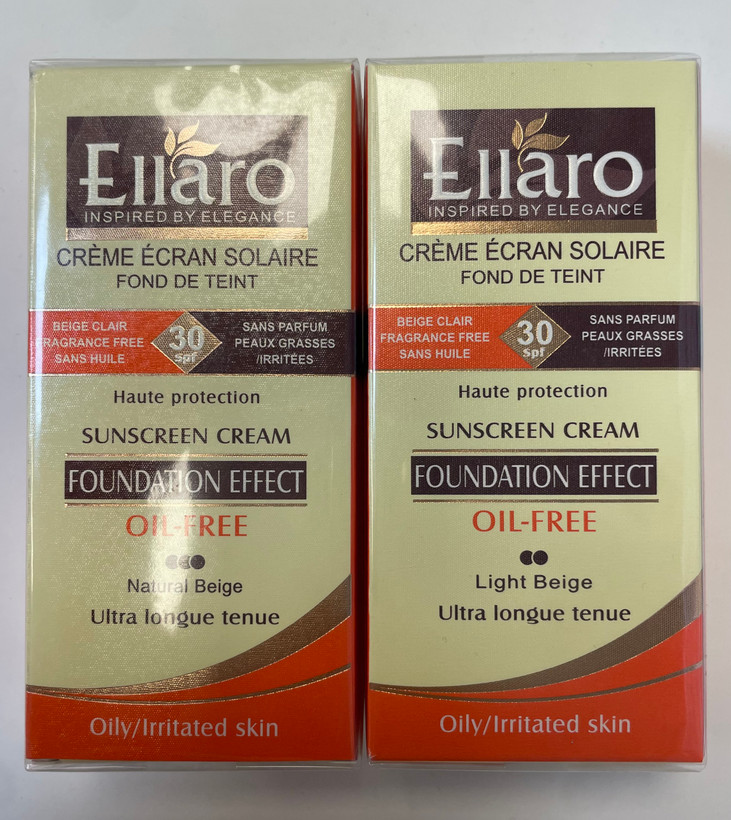 Ellaro
INSPIRED BY ELEGANCE
CRÈME ÉCRAN SOLAIRE
FOND DE TEINT
BEIGE CLAIR
FRAGRANCE FREE
SANS HUILE
30
spf
SANS PARFUM
PEAUX GRASSES
/IRRITÉES
Haute protection
SUNSCREEN CREAM
FOUNDATION EFFECT
OIL-FREE
Natural Beige
Ultra longue tenue
Oily/Irritated skin
Ellaro
INSPIRED BY ELEGANCE
CRÈME ÉCRAN SOLAIRE
FOND DE TEINT
BEIGE CLAIR
FRAGRANCE FREE
SANS HUILE
30
spf
SANS PARFUM
PEAUX GRASSES
/IRRITÉES
Haute protection
SUNSCREEN CREAM
FOUNDATION EFFECT
OIL-FREE
Light Beige
Ultra longue tenue
Oily/Irritated skin